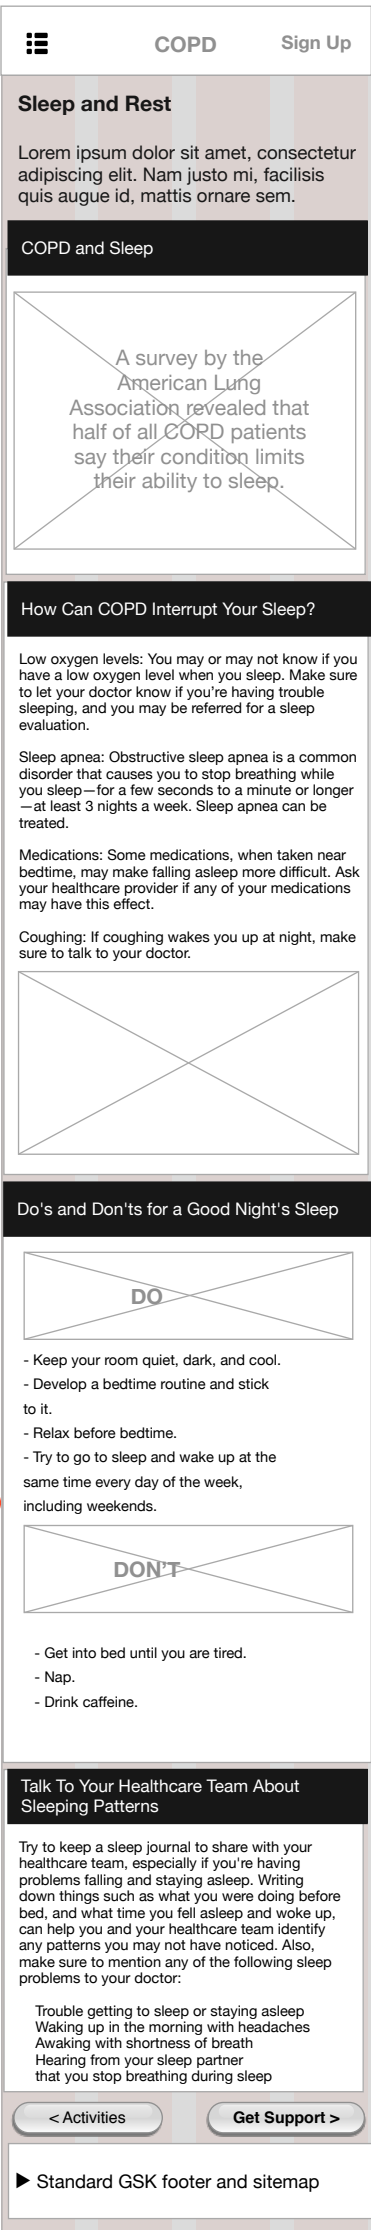 COPD
Sign Up
Sleep and Rest
Lorem ipsum dolor sit amet, consectetur
adipiscing elit. Nam justo mi, facilisis
quis augue id, mattis ornare sem.
COPD and Sleep
A survey by the
American Lung
Association revealed that
half of all COPD patients
say their condition limits
their ability to sleep.
How Can COPD Interrupt Your Sleep?
Low oxygen levels: You may or may not know if you
have a low oxygen level when you sleep. Make sure
to let your doctor know if you’re having trouble
sleeping, and you may be referred for a sleep
evaluation.
Sleep apnea: Obstructive sleep apnea is a common
disorder that causes you to stop breathing while
you sleep—for a few seconds to a minute or longer
—at least 3 nights a week. Sleep apnea can be
treated.
Medications: Some medications, when taken near
bedtime, may make falling asleep more difficult. Ask
your healthcare provider if any of your medications
may have this effect.
Coughing: If coughing wakes you up at night, make
sure to talk to your doctor.
Do's and Don'ts for a Good Night's Sleep
DO
- Keep your room quiet, dark, and cool.
- Develop a bedtime routine and stick
to it.
- Relax before bedtime.
- Try to go to sleep and wake up at the
same time every day of the week,
including weekends.
DON’T
- Get into bed until you are tired.
- Nap.
- Drink caffeine.
Talk To Your Healthcare Team About
Sleeping Patterns
Try to keep a sleep journal to share with your
healthcare team, especially if you're having
problems falling and staying asleep. Writing
down things such as what you were doing before
bed, and what time you fell asleep and woke up,
can help you and your healthcare team identify
any patterns you may not have noticed. Also,
make sure to mention any of the following sleep
problems to your doctor:
Trouble getting to sleep or staying asleep
Waking up in the morning with headaches
Awaking with shortness of breath
Hearing from your sleep partner
that you stop breathing during sleep
< Activities
Get Support >
Standard GSK footer and sitemap